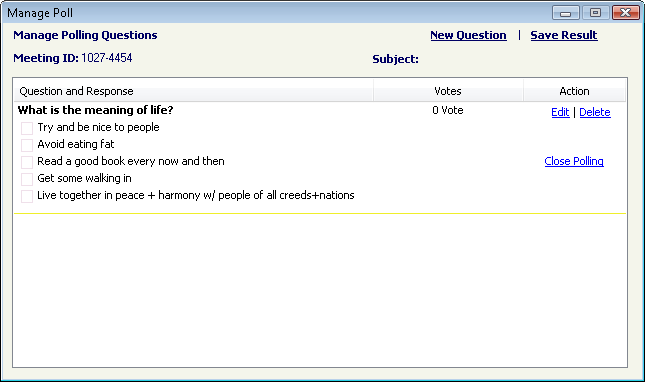 Manage Poll
Manage Polling Questions New Question | Save Result
Meeting ID: 1027-4454 Subject:
Question and Response Votes Action
What is the meaning of life? 0 Vote Edit | Delete
Try and be nice to people
Avoid eating fat
Read a good book every now and then Close Polling
Get some walking in
Live together in peace + harmony w/ people of all creeds+nations